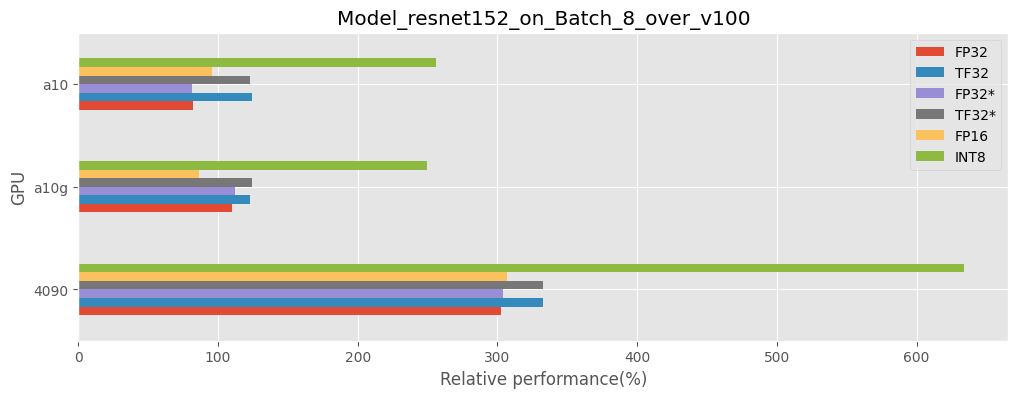 Model_resnet152_on_Batch_8_over_v100
FP32
TF32
FP32*
TF32*
FP16
INT8
GPU
a10
a10g
4090
0 100 200 300 400 500 600
Relative performance(%)